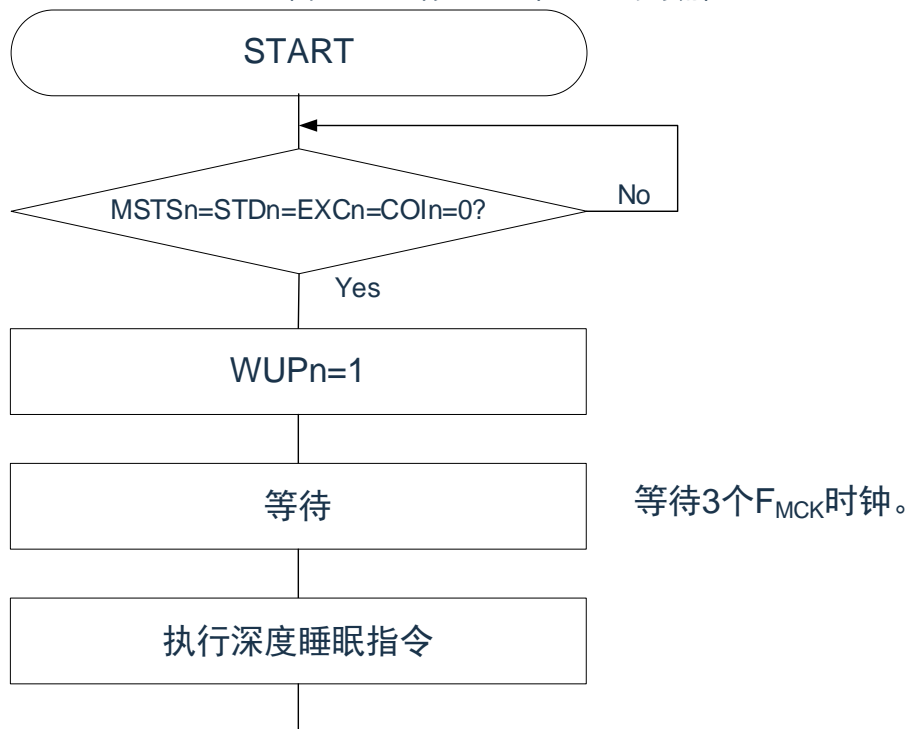 START
MSTSn=STDn=EXCn=COIn=0?
No
Yes
WUPn=1
等待 等待3个FMCK时钟。
执行深度睡眠指令